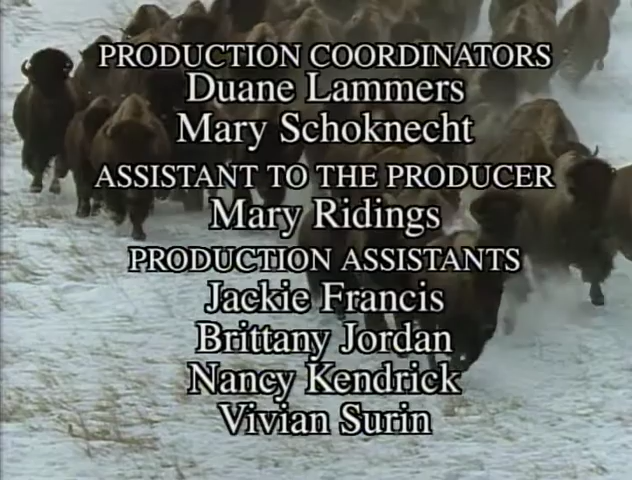 PRODUCTION COORDINATORS
Duane Lammers
Mary Schoknecht
ASSISTANT TO THE PRODUCER
Mary Ridings
PRODUCTION ASSISTANTS
Jackie Francis
Brittany Jordan
Nancy Kendrick
Vivian Surin